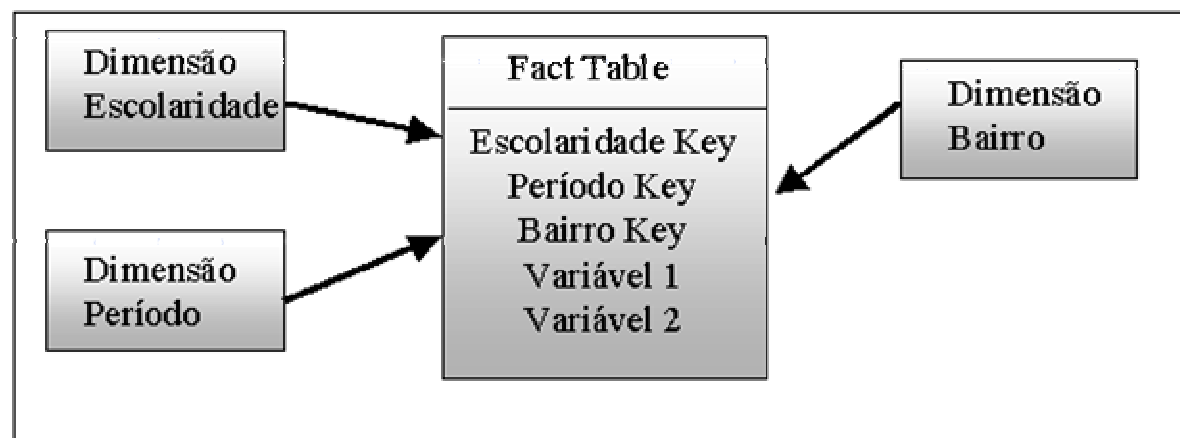 Dimensão
Escolaridade
Dimensão
Período
Fact Table
Escolaridade Key
Período Key
Bairro Key
Variável 1
Variável 2
Dimensão
Bairro